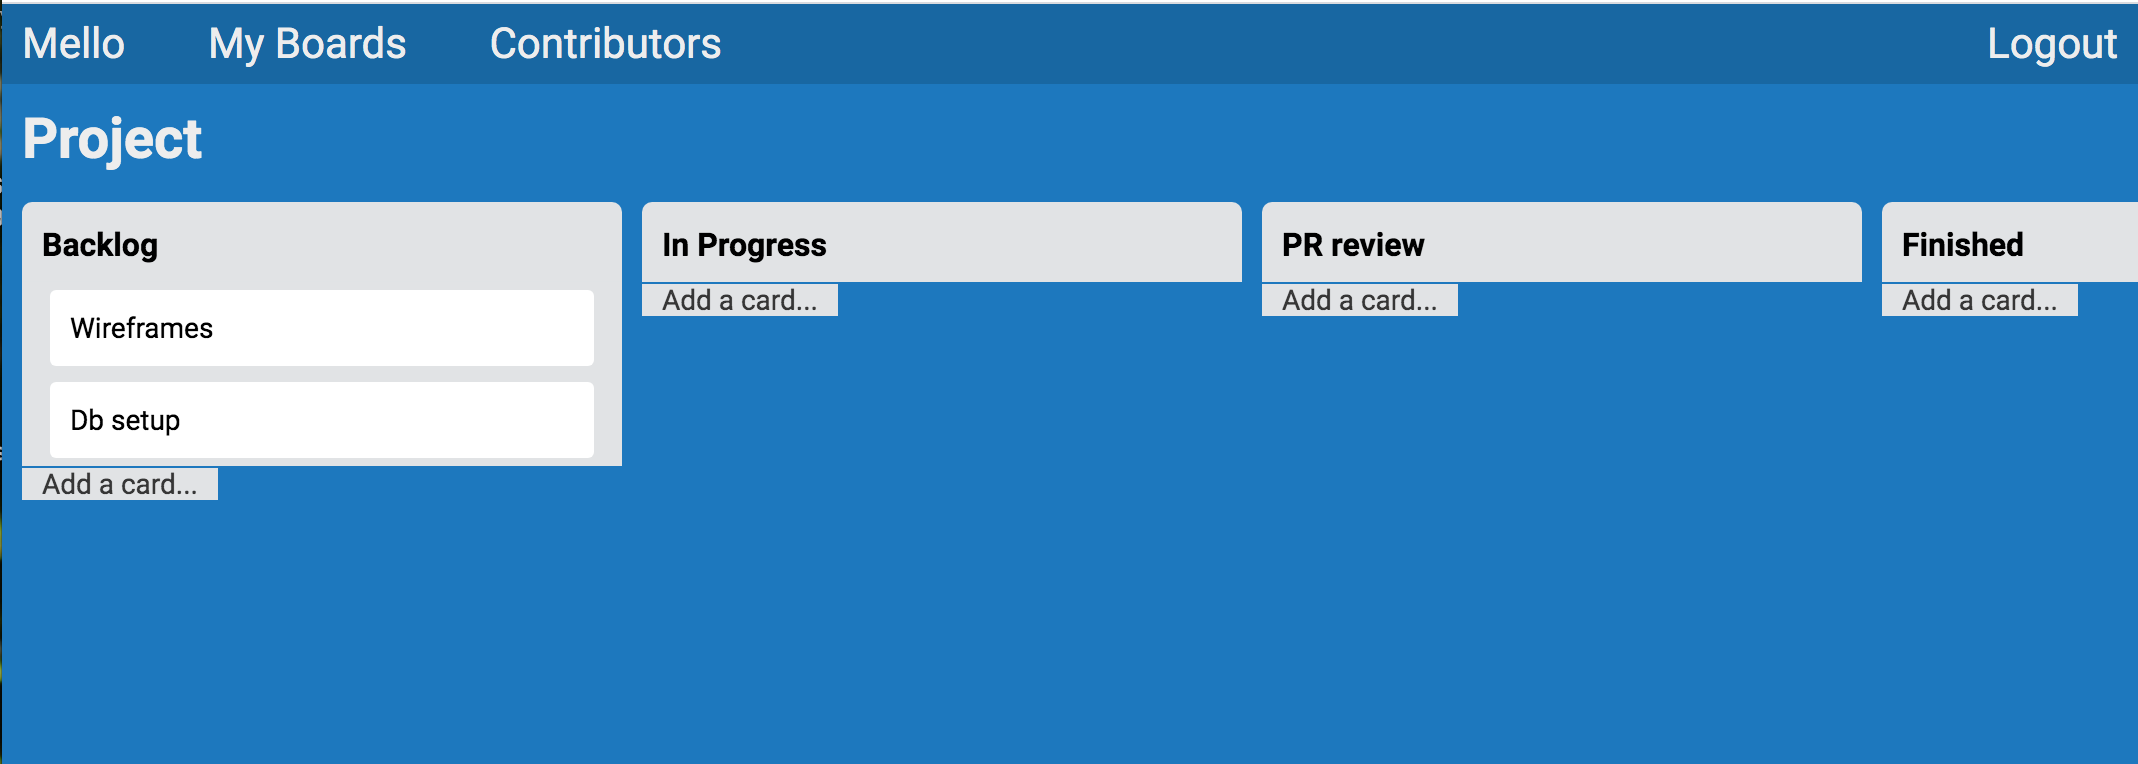 Mello My Boards Contributors Logout
Project
Backlog
Wireframes
Db setup
Add a card...
In Progress
Add a card...
PR review
Add a card...
Finished
Add a card...